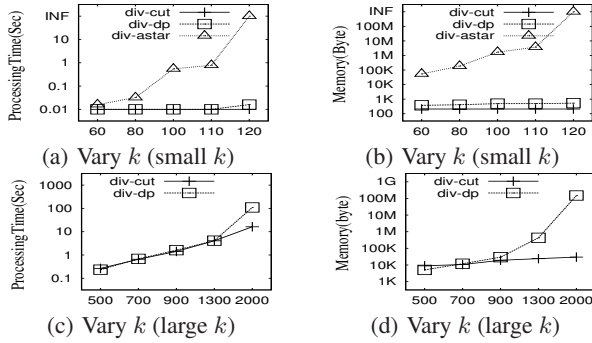 ProcessingTime(Sec)
INF
10
1
0.1
0.01
div-cut
div-dp
div-astar
60 80 100 110 120
(a) Vary k (small k)
Memory(Byte)
INF
100M
10M
1M
100K
10K
1K
100
div-cut
div-dp
div-astar
60 80 100 110 120
(b) Vary k (small k)
ProcessingTime(Sec)
1000
100
10
1
0.1
div-cut
div-dp
500 700 900 1300 2000
(c) Vary k (large k)
Memory(byte)
1G
100M
10M
1M
100K
10K
1K
div-cut
div-dp
500 700 900 1300 2000
(d) Vary k (large k)